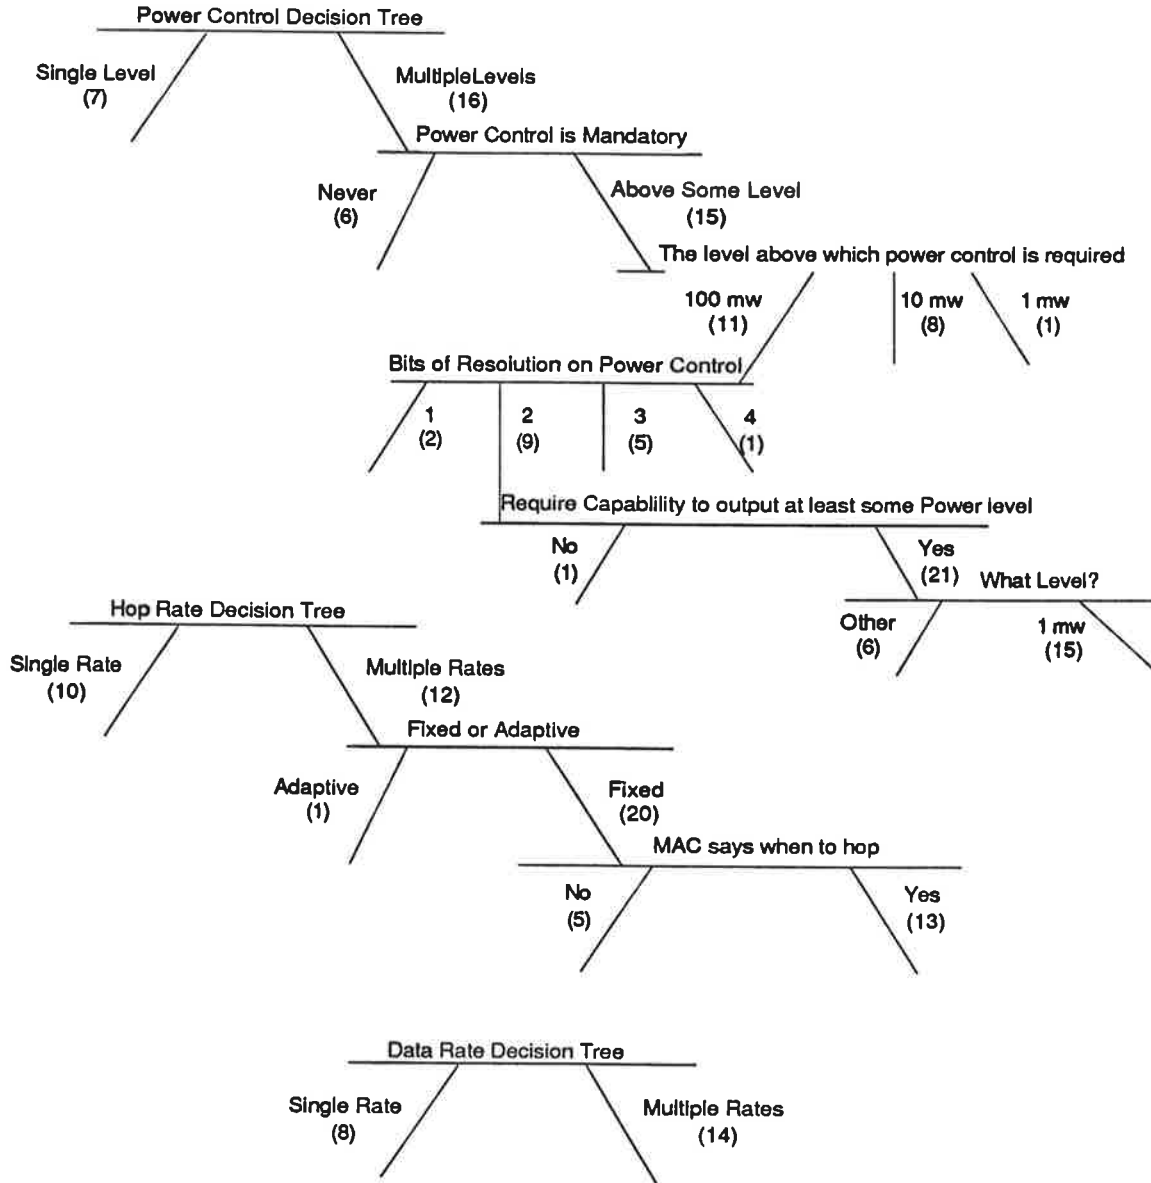 Power Control Decision Tree
Single Level
(7)
MultipleLevels
(16)
Power Control is Mandatory
Never
(6)
Above Some Level
(15)
The level above which power control is required
100 mw
(11)
10 mw
(8)
1 mw
(1)
Bits of Resolution on Power Control
1
(2)
2
(9)
3
(5)
4
(1)
Require Capablility to output at least some Power level
No
(1)
Yes
(21)
What Level?
Other
(6)
1 mw
(15)
Hop Rate Decision Tree
Single Rate
(10)
Multiple Rates
(12)
Fixed or Adaptive
Adaptive
(1)
Fixed
(20)
MAC says when to hop
No
(5)
Yes
(13)
Data Rate Decision Tree
Single Rate
(8)
Multiple Rates
(14)